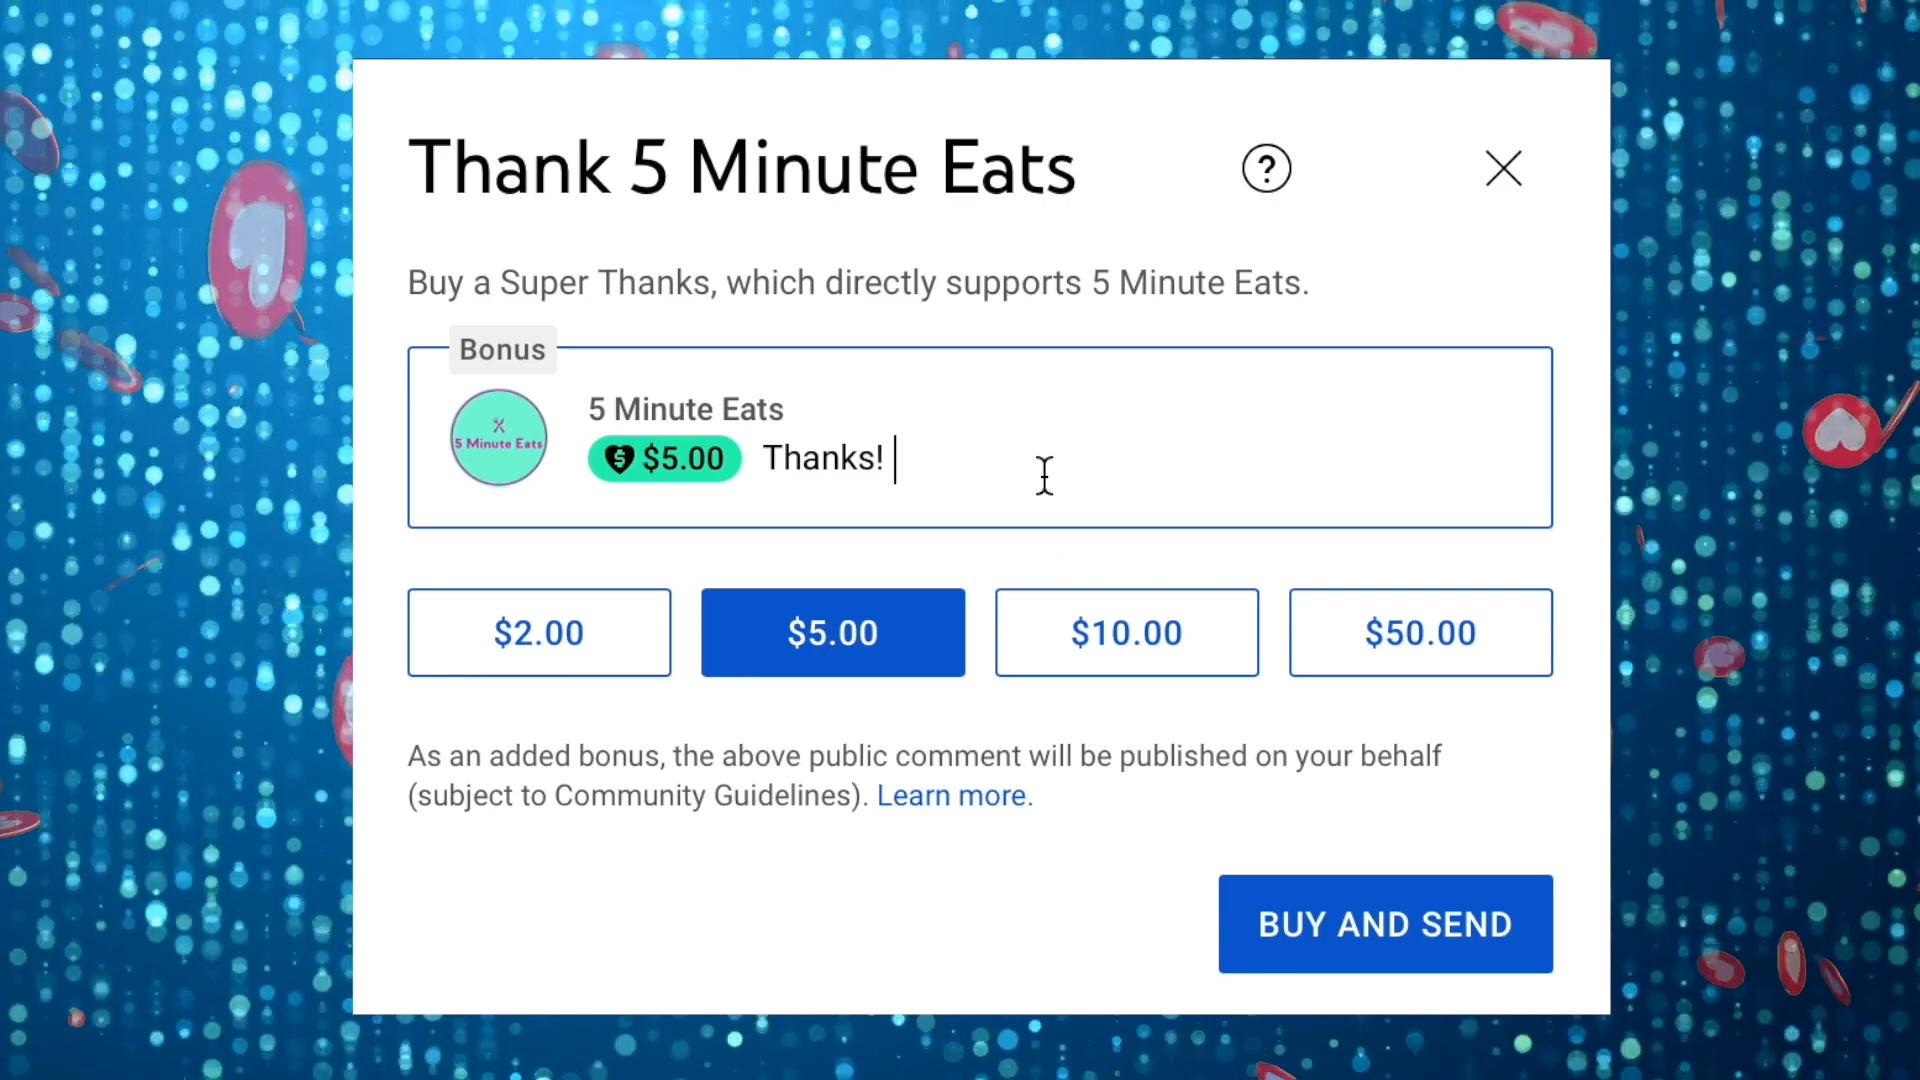 Thank 5 Minute Eats
?
Buy a Super Thanks, which directly supports 5 Minute Eats.
Bonus
5 Minute Eats
5 Minute Eats
$ $5.00 Thanks!
$2.00 $5.00 $10.00 $50.00
As an added bonus, the above public comment will be published on your behalf
(subject to Community Guidelines). Learn more.
BUY AND SEND